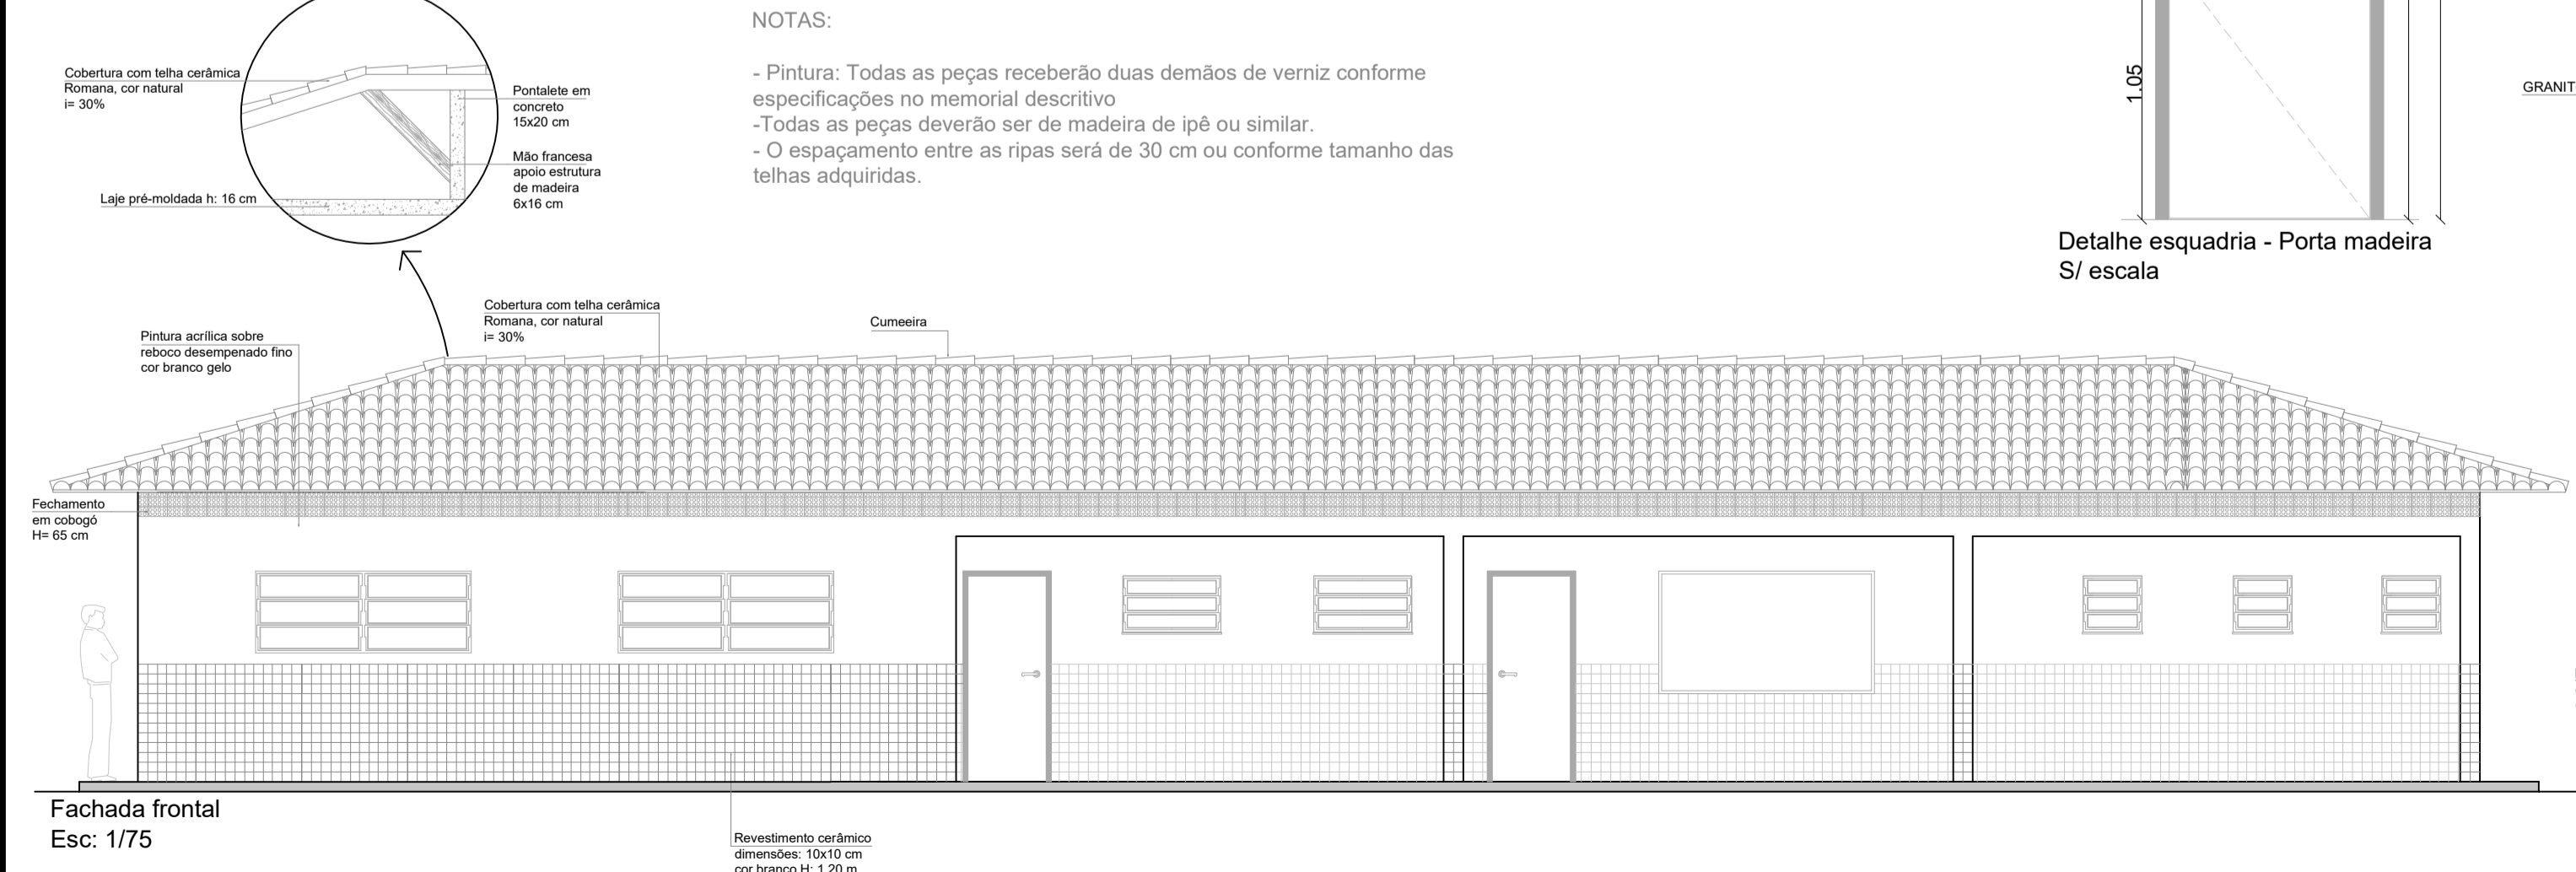 NOTAS:
- Pintura: Todas as peças receberão duas demãos de verniz conforme
especificações no memorial descritivo
-Todas as peças deverão ser de madeira de ipê ou similar.
- O espaçamento entre as ripas será de 30 cm ou conforme tamanho das
telhas adquiridas.
Cobertura com telha cerâmica
Romana, cor natural
i= 30%
Pontalete em
concreto
15x20 cm
Mão francesa
apoio estrutura
de madeira
6x16 cm
Laje pré-moldada h: 16 cm
1.05
GRANIT
Detalhe esquadria - Porta madeira
S/ escala
Cobertura com telha cerâmica
Romana, cor natural
i= 30%
Cumeeira
Pintura acrílica sobre
reboco desempenado fino
cor branco gelo
Fechamento
em cobogó
H= 65 cm
Fachada frontal
Esc: 1/75
Revestimento cerâmico
dimensões: 10x10 cm
cor branco H: 1,20 m